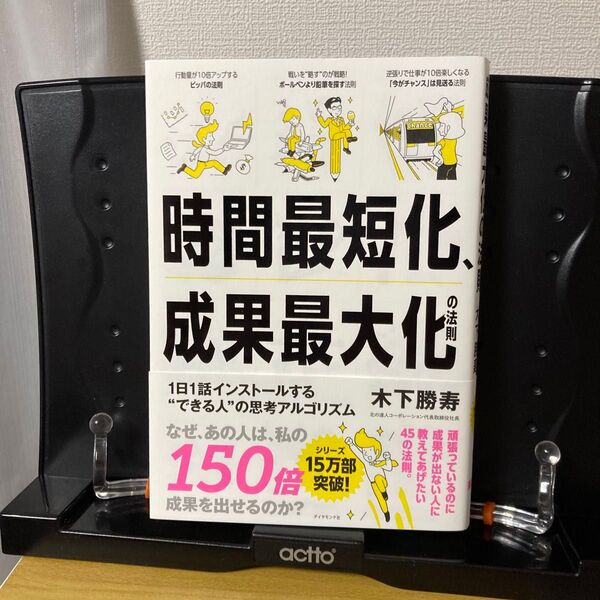 行動量が10倍アップする
ピッパの法則
戦いを“略す”のが戦略!
ボールペンより鉛筆を探す法則
逆張りで仕事が10倍楽しくなる
「今がチャンス」は見送る法則
CHANCE
時間最短化、
成果最大化
の法則
1日1話インストールする
“できる人”の思考アルゴリズム
木下勝寿
北の達人コーポレーション代表取締役社長
なぜ、あの人は、私の
150倍
成果を出せるのか?
シリーズ
15万部
突破!
頑張っているのに
成果が出ない人に
教えてあげたい
45の法則。
ダイヤモンド社
actto